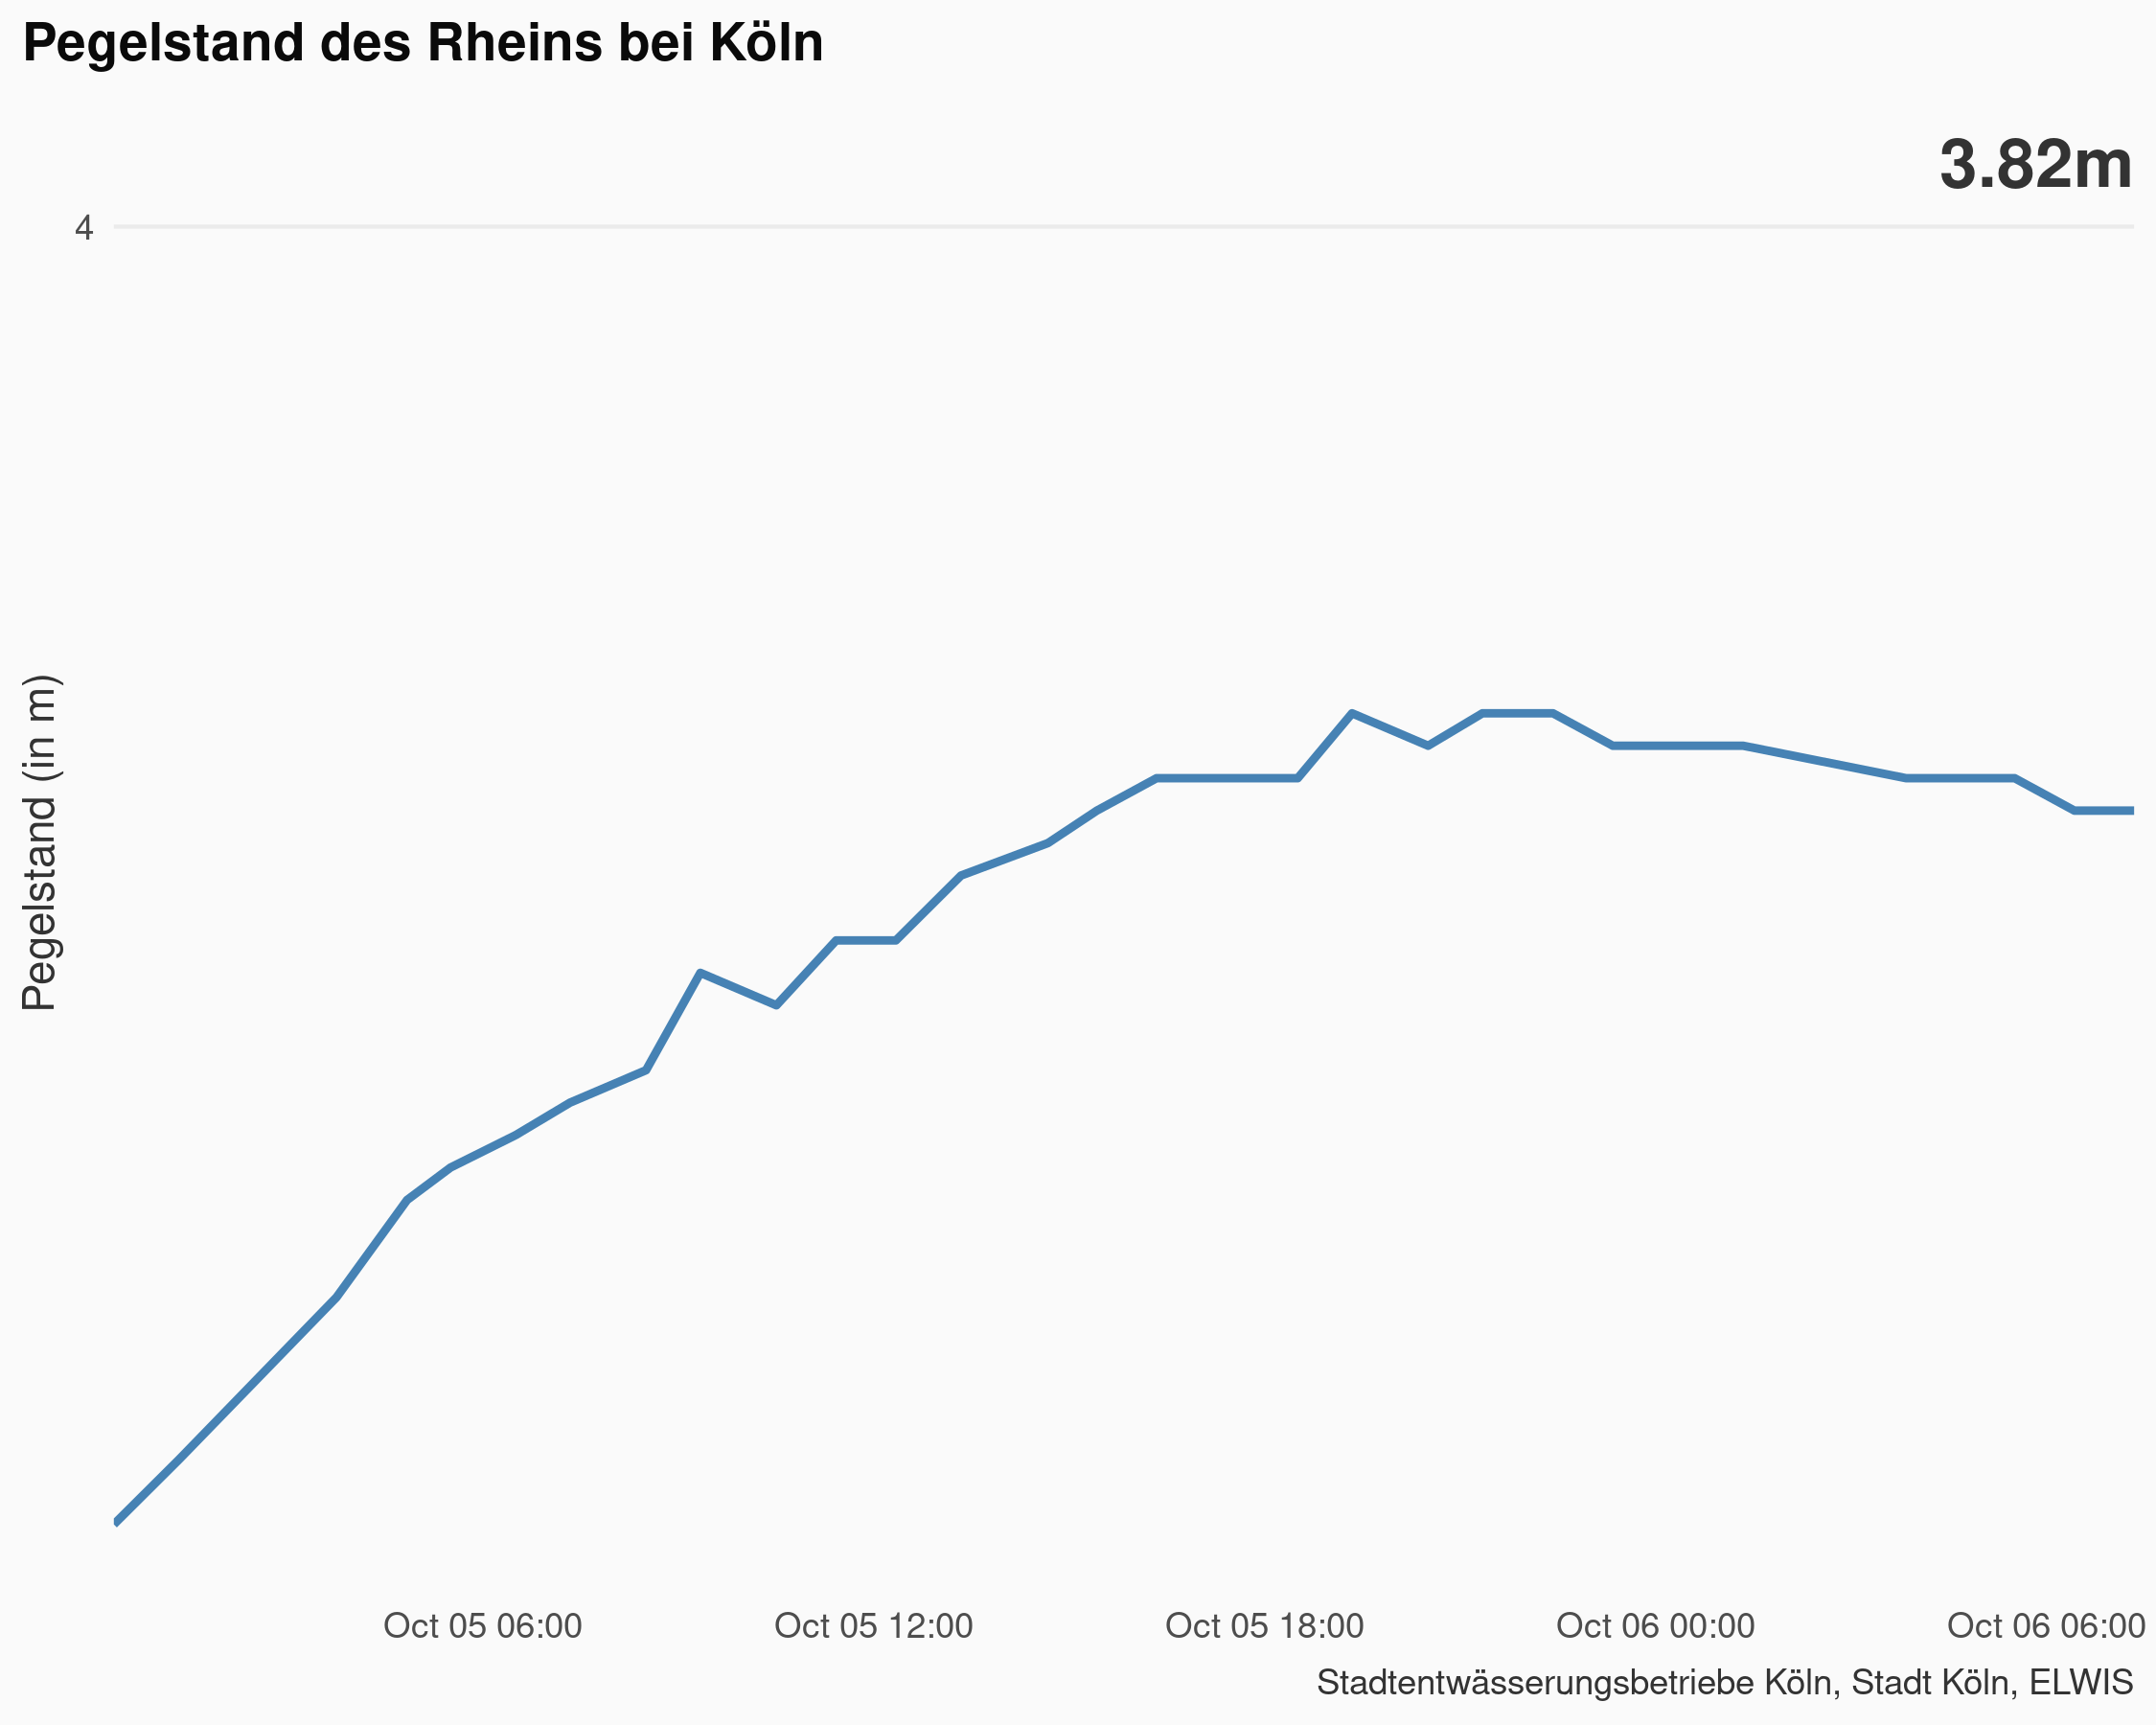 Pegelstand des Rheins bei Köln
3.82m
4
Pegelstand (in m)
Oct 05 06:00
Oct 05 12:00
Oct 05 18:00
Oct 06 00:00
Oct 06 06:00
Stadtentwässerungsbetriebe Köln, Stadt Köln, ELWIS